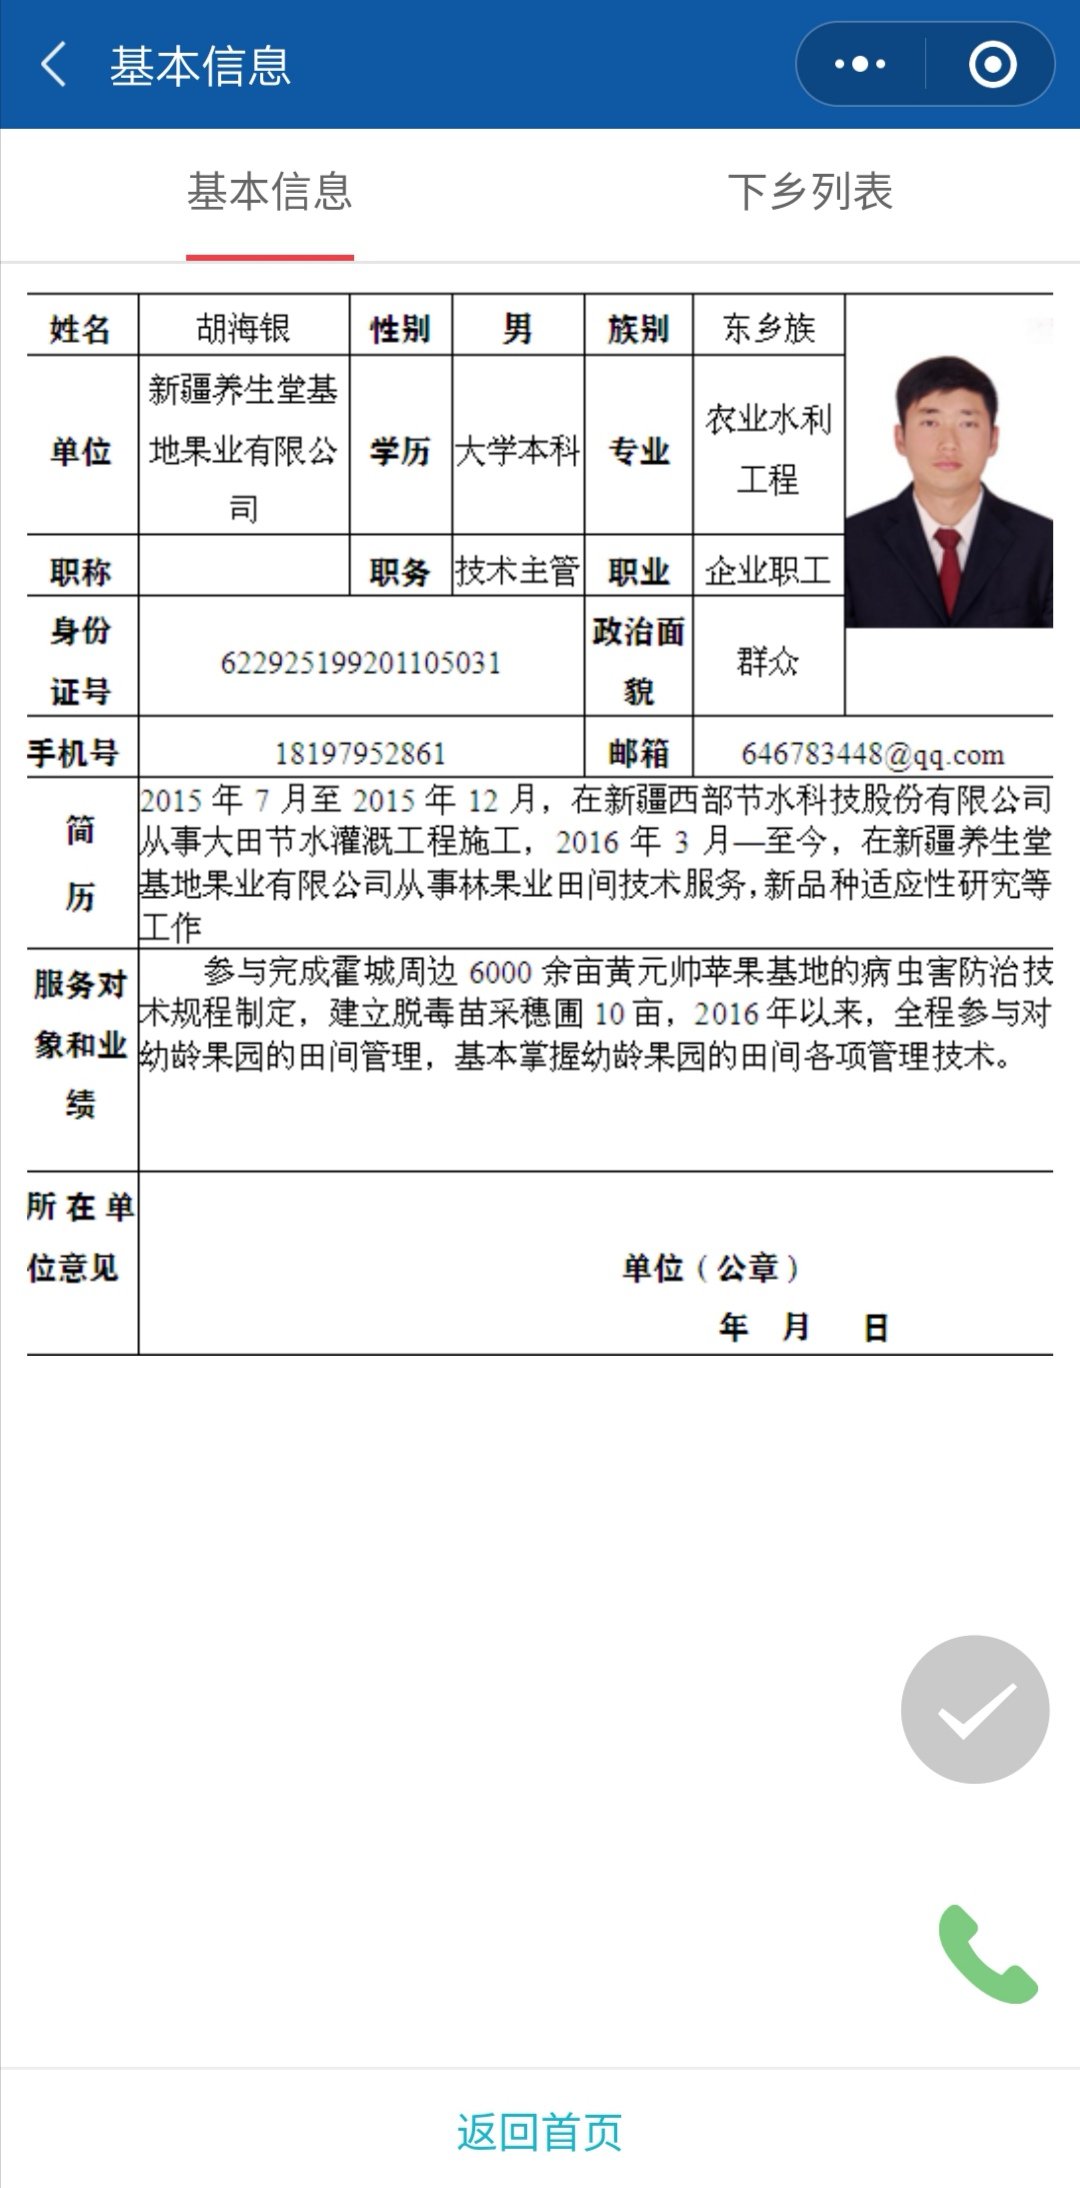 基本信息
基本信息 下乡列表
姓名 胡海银 性别 男 族别 东乡族
单位 新疆养生堂基地果业有限公司 学历 大学本科 专业 农业水利工程
职称 职务 技术主管 职业 企业职工
身份证号 622925199201105031 政治面貌 群众
手机号 18197952861 邮箱 646783448@qq.com
简历
2015 年 7 月至 2015 年 12 月，在新疆西部节水科技股份有限公司
从事大田节水灌溉工程施工，2016 年 3 月—至今，在新疆养生堂
基地果业有限公司从事林果业田间技术服务，新品种适应性研究等
工作
服务对象和业绩
参与完成霍城周边 6000 余亩黄元帅苹果基地的病虫害防治技
术规程制定，建立脱毒苗采穗圃 10 亩，2016 年以来，全程参与对
幼龄果园的田间管理，基本掌握幼龄果园的田间各项管理技术。
所在单位意见
单位（公章）
年 月 日
返回首页